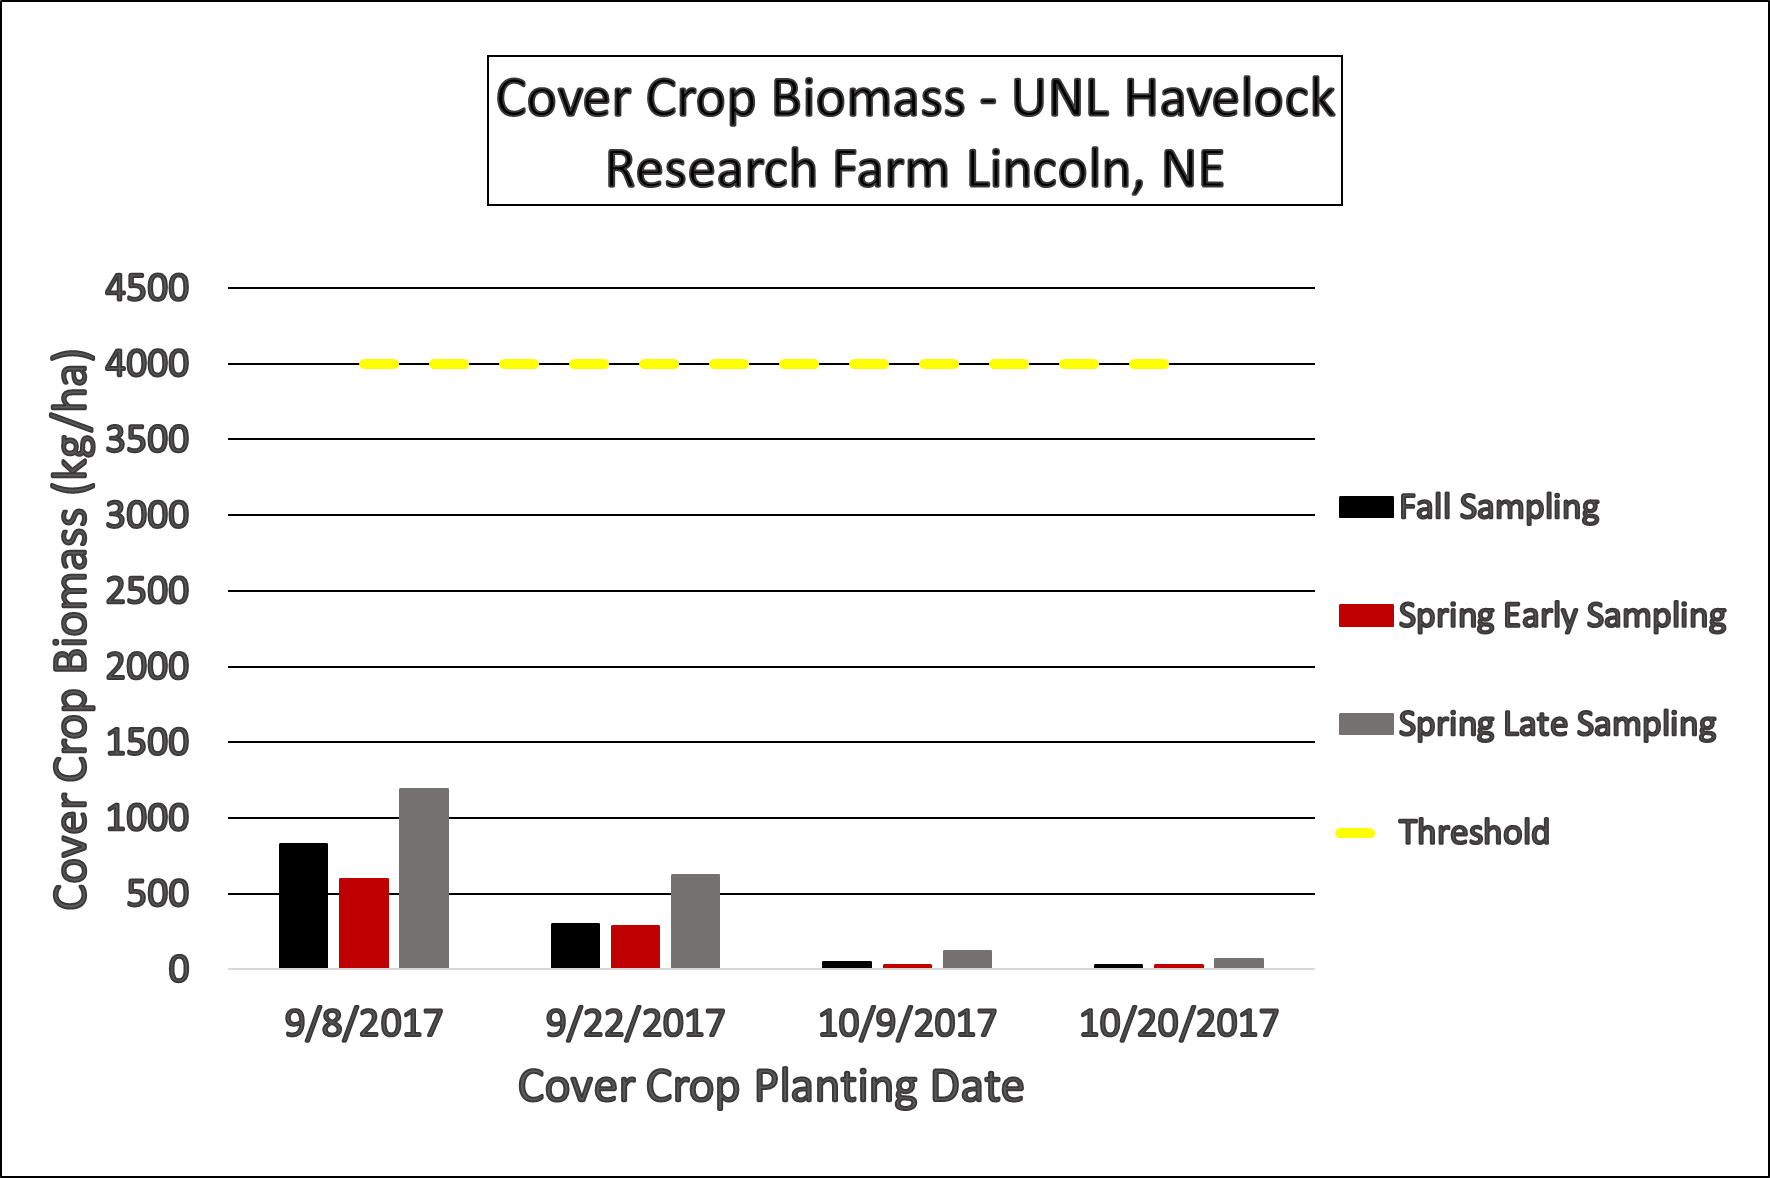 Cover Crop Biomass - UNL Havelock
Research Farm Lincoln, NE
Cover Crop Biomass (kg/ha)
4500
4000
3500
3000
2500
2000
1500
1000
500
0
9/8/2017
9/22/2017
10/9/2017
10/20/2017
Cover Crop Planting Date
Fall Sampling
Spring Early Sampling
Spring Late Sampling
Threshold